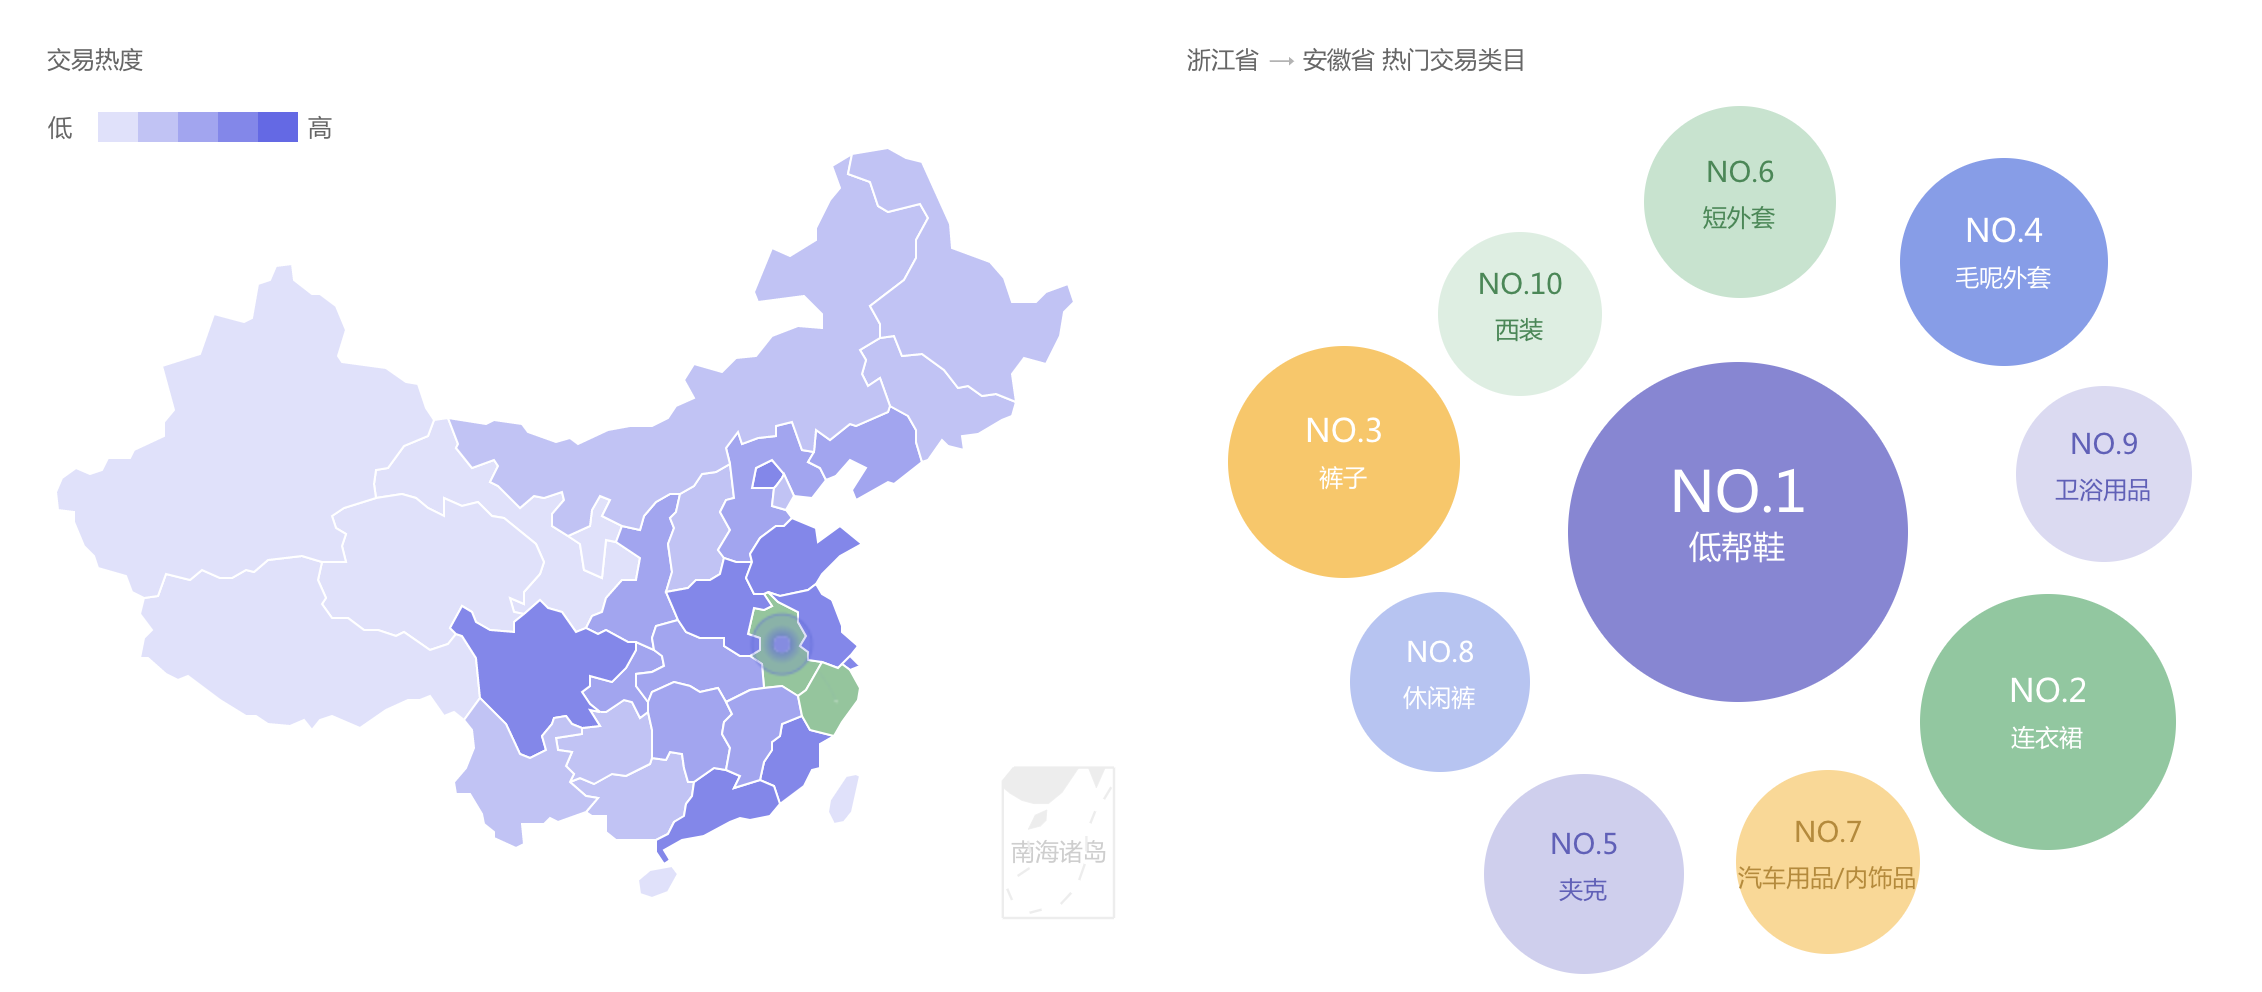 交易热度
低 高
南海诸岛
浙江省 → 安徽省 热门交易类目
NO.6
短外套
NO.4
毛呢外套
NO.10
西装
NO.3
裤子
NO.1
低帮鞋
NO.9
卫浴用品
NO.8
休闲裤
NO.2
连衣裙
NO.5
夹克
NO.7
汽车用品/内饰品